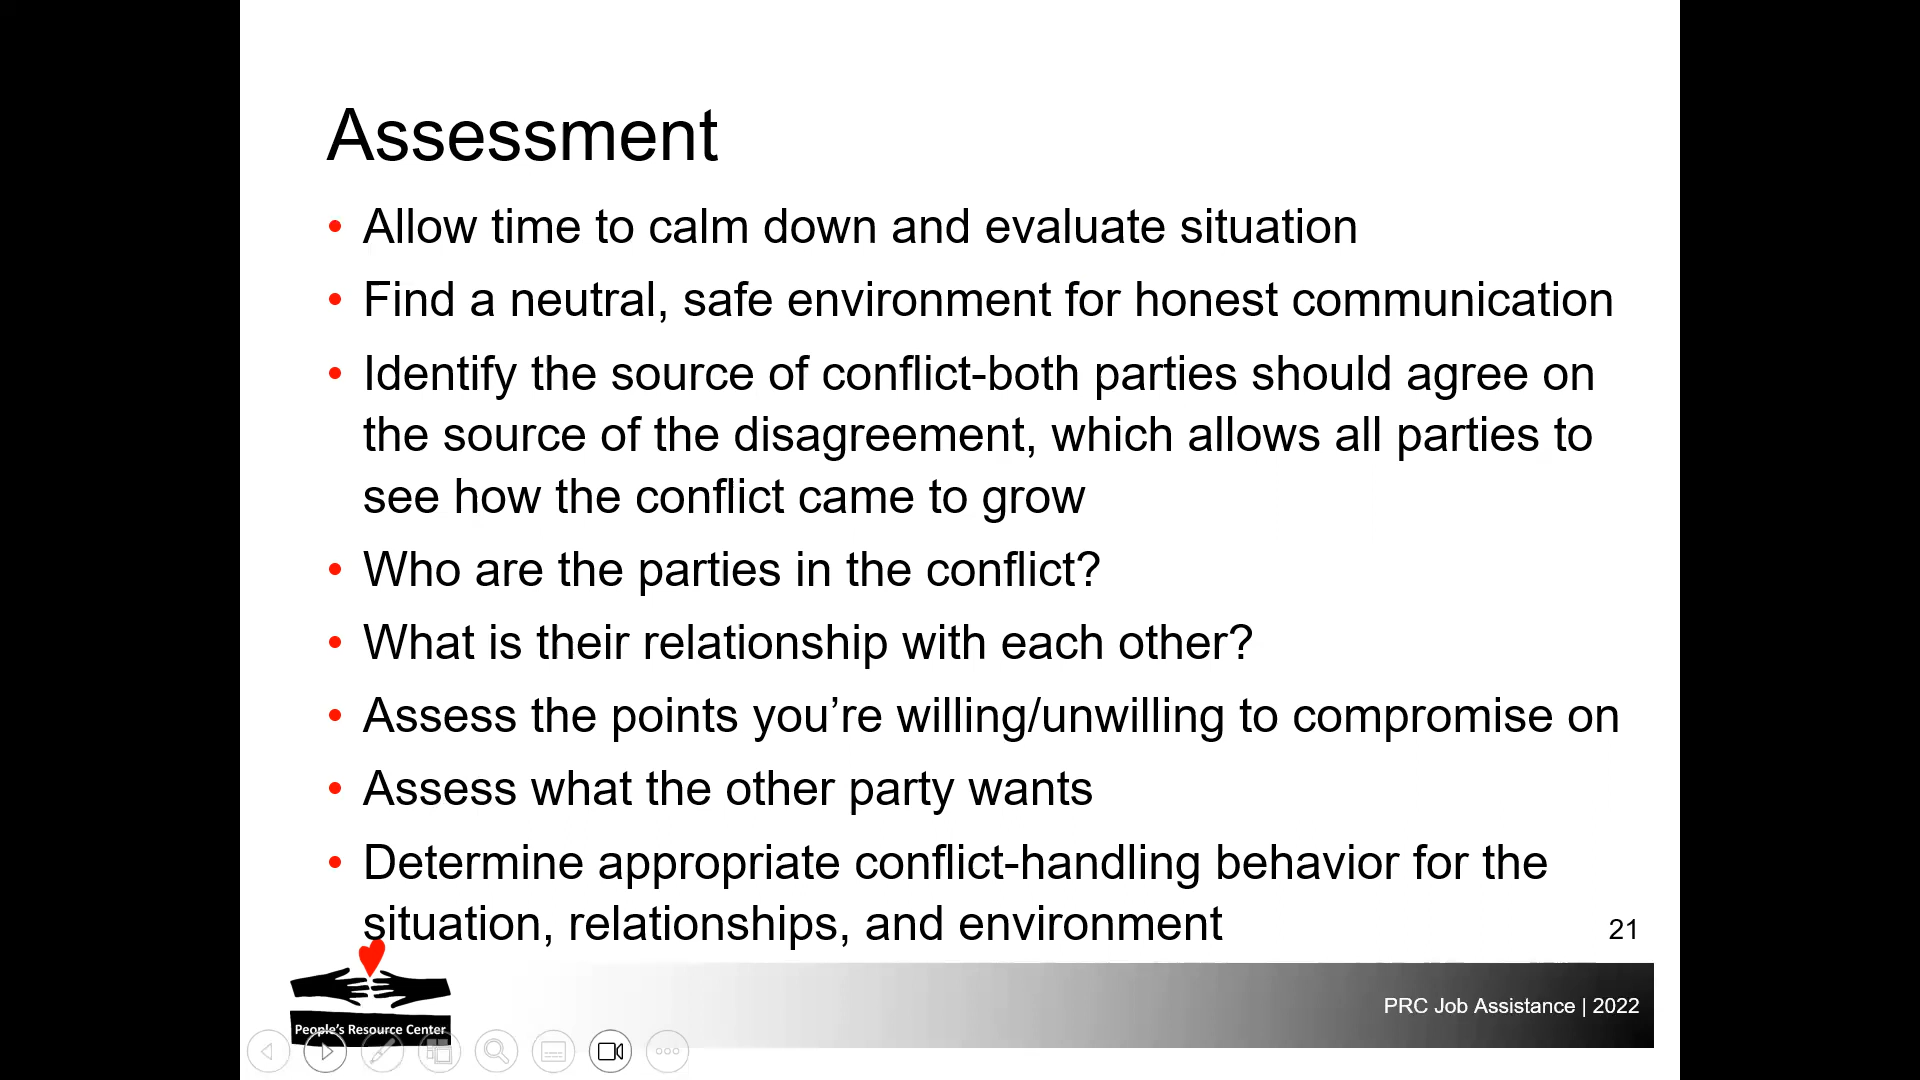 Assessment
• Allow time to calm down and evaluate situation
• Find a neutral, safe environment for honest communication
• Identify the source of conflict-both parties should agree on
the source of the disagreement, which allows all parties to
see how the conflict came to grow
• Who are the parties in the conflict?
• What is their relationship with each other?
• Assess the points you’re willing/unwilling to compromise on
• Assess what the other party wants
• Determine appropriate conflict-handling behavior for the
situation, relationships, and environment
21
People’s Resource Center
PRC Job Assistance | 2022